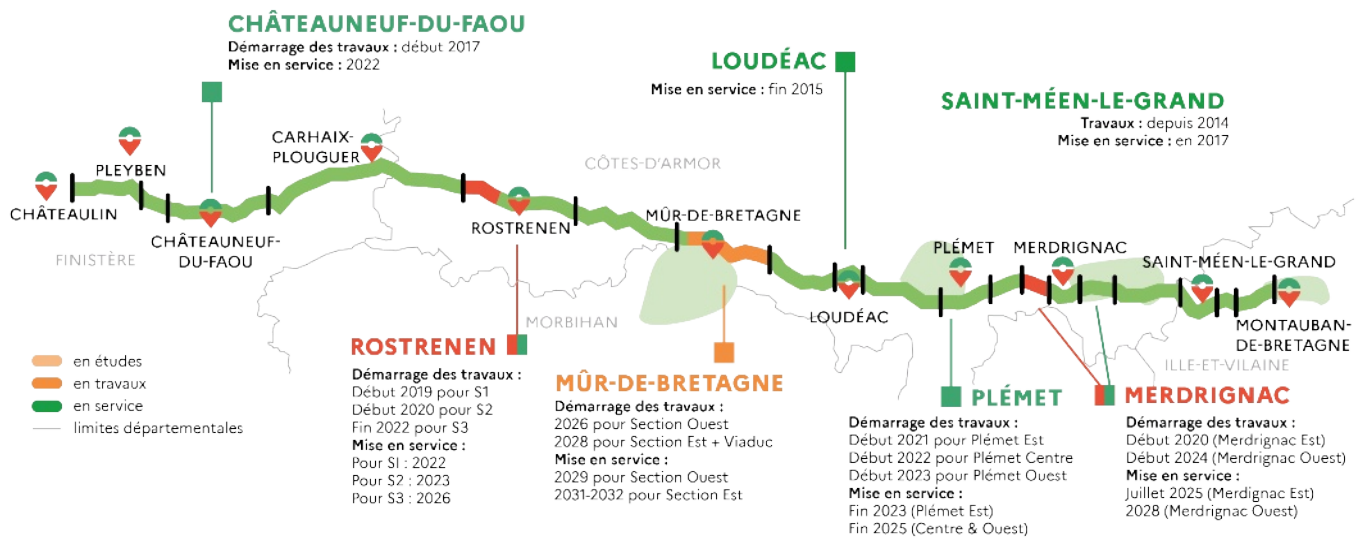 CHÂTEAUNEUF-DU-FAOU
Démarrage des travaux : début 2017
Mise en service : 2022
LOUDÉAC
Mise en service : fin 2015
SAINT-MÉEN-LE-GRAND
Travaux : depuis 2014
Mise en service : en 2017
CARHAIX-
PLOUGUER
PLEYBEN
CÔTES-D'ARMOR
CHÂTEAULIN
MÛR-DE-BRETAGNE
ROSTRENEN
CHÂTEAUNEUF-
DU-FAOU
FINISTÈRE
PLÉMET
MERDRIGNAC
SAINT-MÉEN-LE-GRAND
LOUDÉAC
MORBIHAN
MONTAUBAN-
DE-BRETAGNE
ILLE-ET-VILAINE
en études
en travaux
en service
limites départementales
ROSTRENEN
Démarrage des travaux :
Début 2019 pour S1
Début 2020 pour S2
Fin 2022 pour S3
Mise en service :
Pour S1 : 2022
Pour S2 : 2023
Pour S3 : 2026
MÛR-DE-BRETAGNE
Démarrage des travaux :
2026 pour Section Ouest
2028 pour Section Est + Viaduc
Mise en service :
2029 pour Section Ouest
2031-2032 pour Section Est
PLÉMET
Démarrage des travaux :
Début 2021 pour Plémet Est
Début 2022 pour Plémet Centre
Début 2023 pour Plémet Ouest
Mise en service :
Fin 2023 (Plémet Est)
Fin 2025 (Centre & Ouest)
MERDRIGNAC
Démarrage des travaux :
Début 2020 (Merdrignac Est)
Début 2024 (Merdrignac Ouest)
Mise en service :
Juillet 2025 (Merdignac Est)
2028 (Merdrignac Ouest)